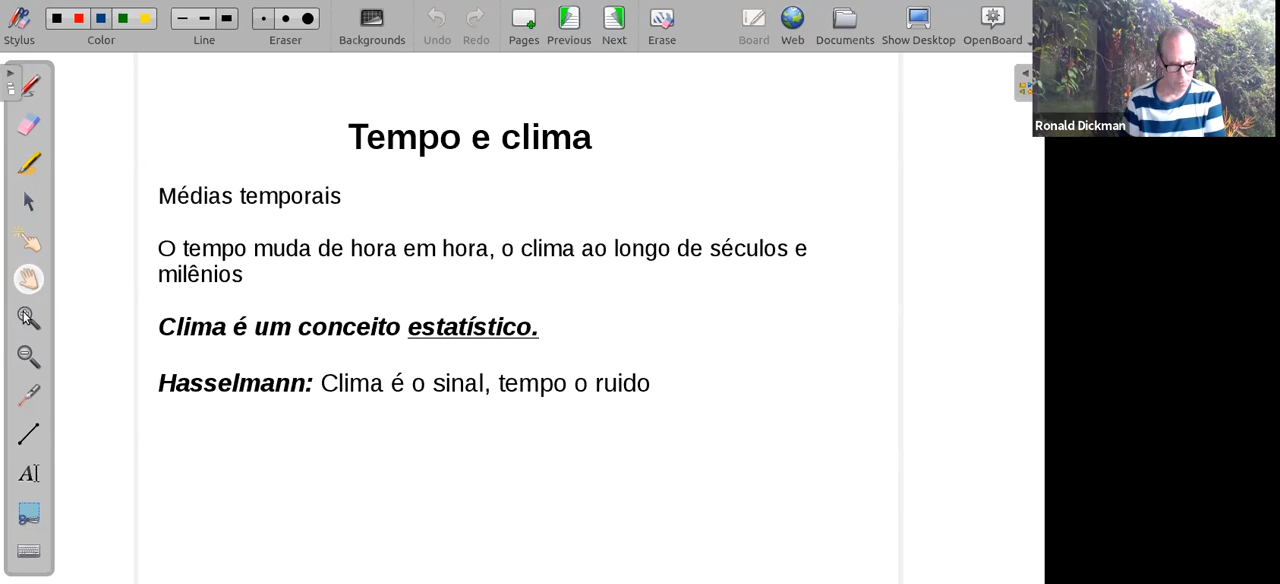 Stylus
Color
Line
Eraser
Backgrounds
Undo
Redo
Pages
Previous
Next
Erase
Board
Web
Documents
Show Desktop
OpenBoard
Ronald Dickman
Tempo e clima
Médias temporais
O tempo muda de hora em hora, o clima ao longo de séculos e
milênios
Clima é um conceito estatístico.
Hasselmann: Clima é o sinal, tempo o ruido